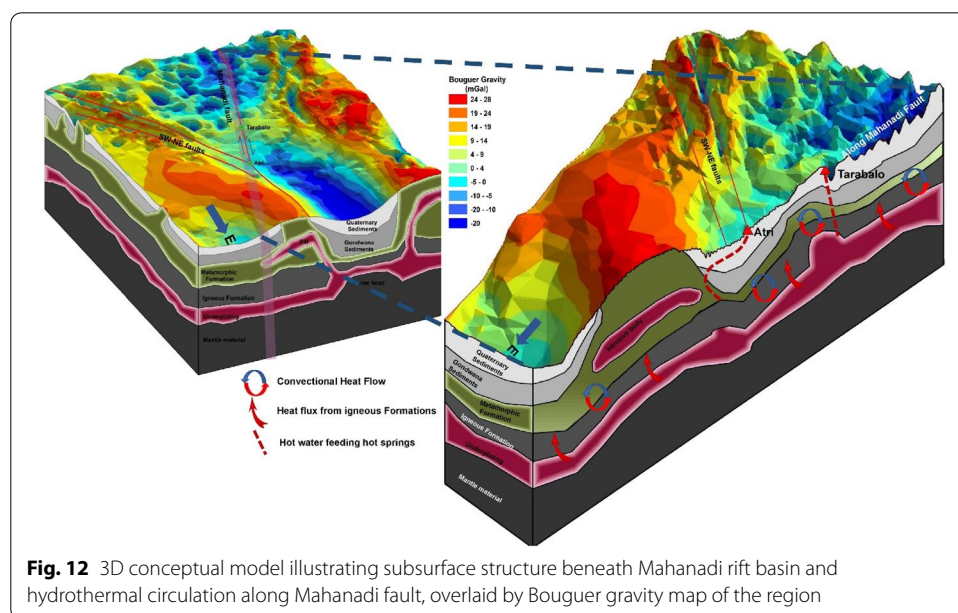 Mahanadi fault
Tarabalo
Atri
SW-NE faults
E
Quaternary
Sediments
Gondwana
Sediments
Metamorphic
Formation
Igneous Formation
Underplating
Mantle material
Bouguer Gravity
(mGal)
24 - 28
19 - 24
14 - 19
9 - 14
4 - 9
0 - 4
-5 - 0
-10 - -5
-20 - -10
-20
SW-NE faults
Along Mahanadi Fault
Tarabalo
Atri
E
Quaternary
Sediments
Gondwana
Sediments
Metamorphic
Formation
Igneous Formation
Underplating
Mantle material
Intrusive body
Convectional Heat Flow
Heat flux from igneous Formations
Hot water feeding hot springs
Fig. 12 3D conceptual model illustrating subsurface structure beneath Mahanadi rift basin and
hydrothermal circulation along Mahanadi fault, overlaid by Bouguer gravity map of the region